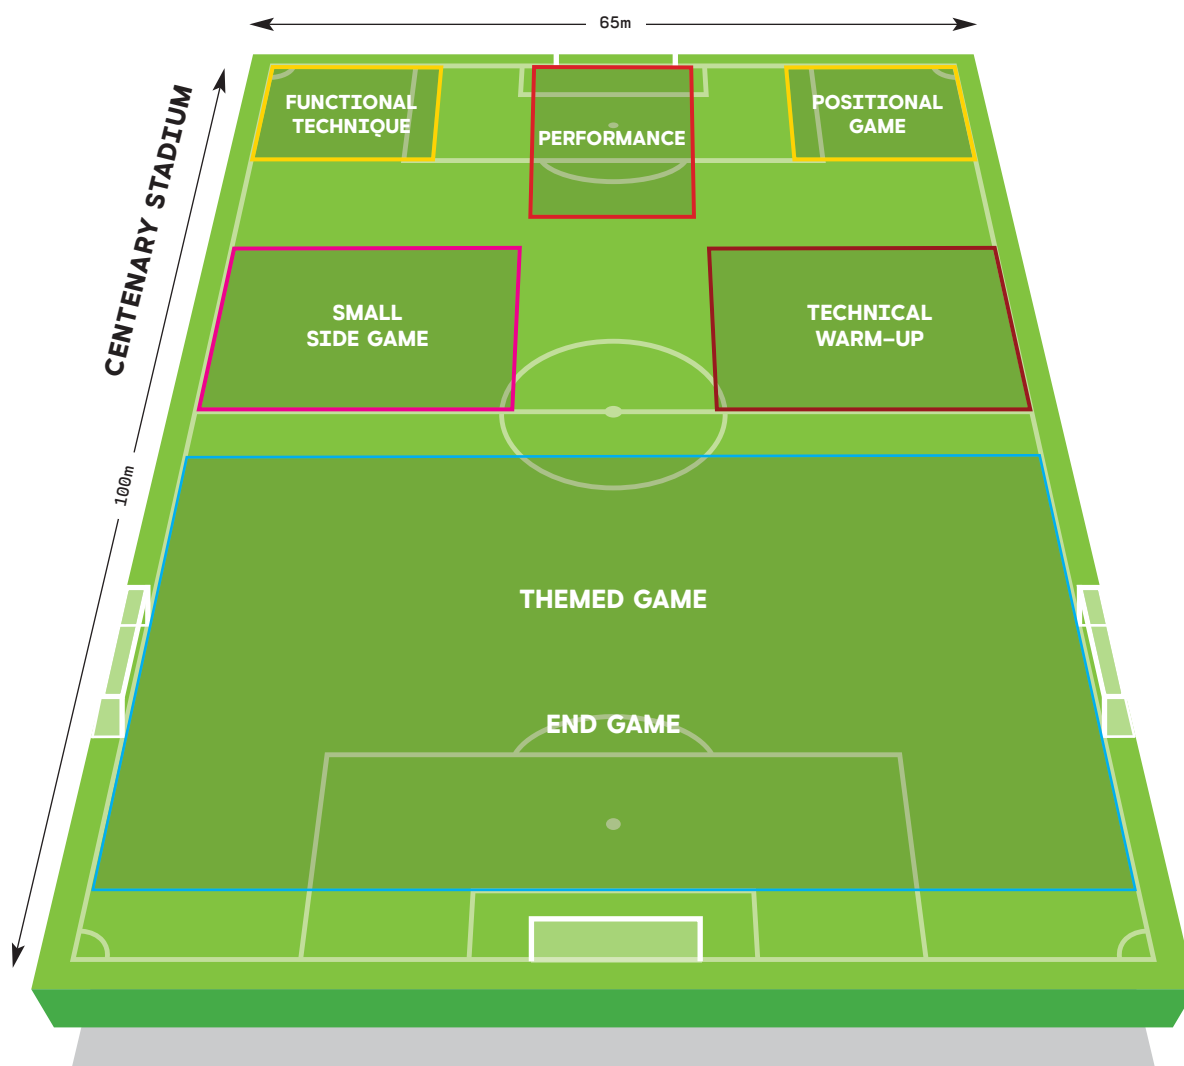 65m
CENTENARY STADIUM
100m
FUNCTIONAL
TECHNIQUE
PERFORMANCE
POSITIONAL
GAME
SMALL
SIDE GAME
TECHNICAL
WARM-UP
THEMED GAME
END GAME